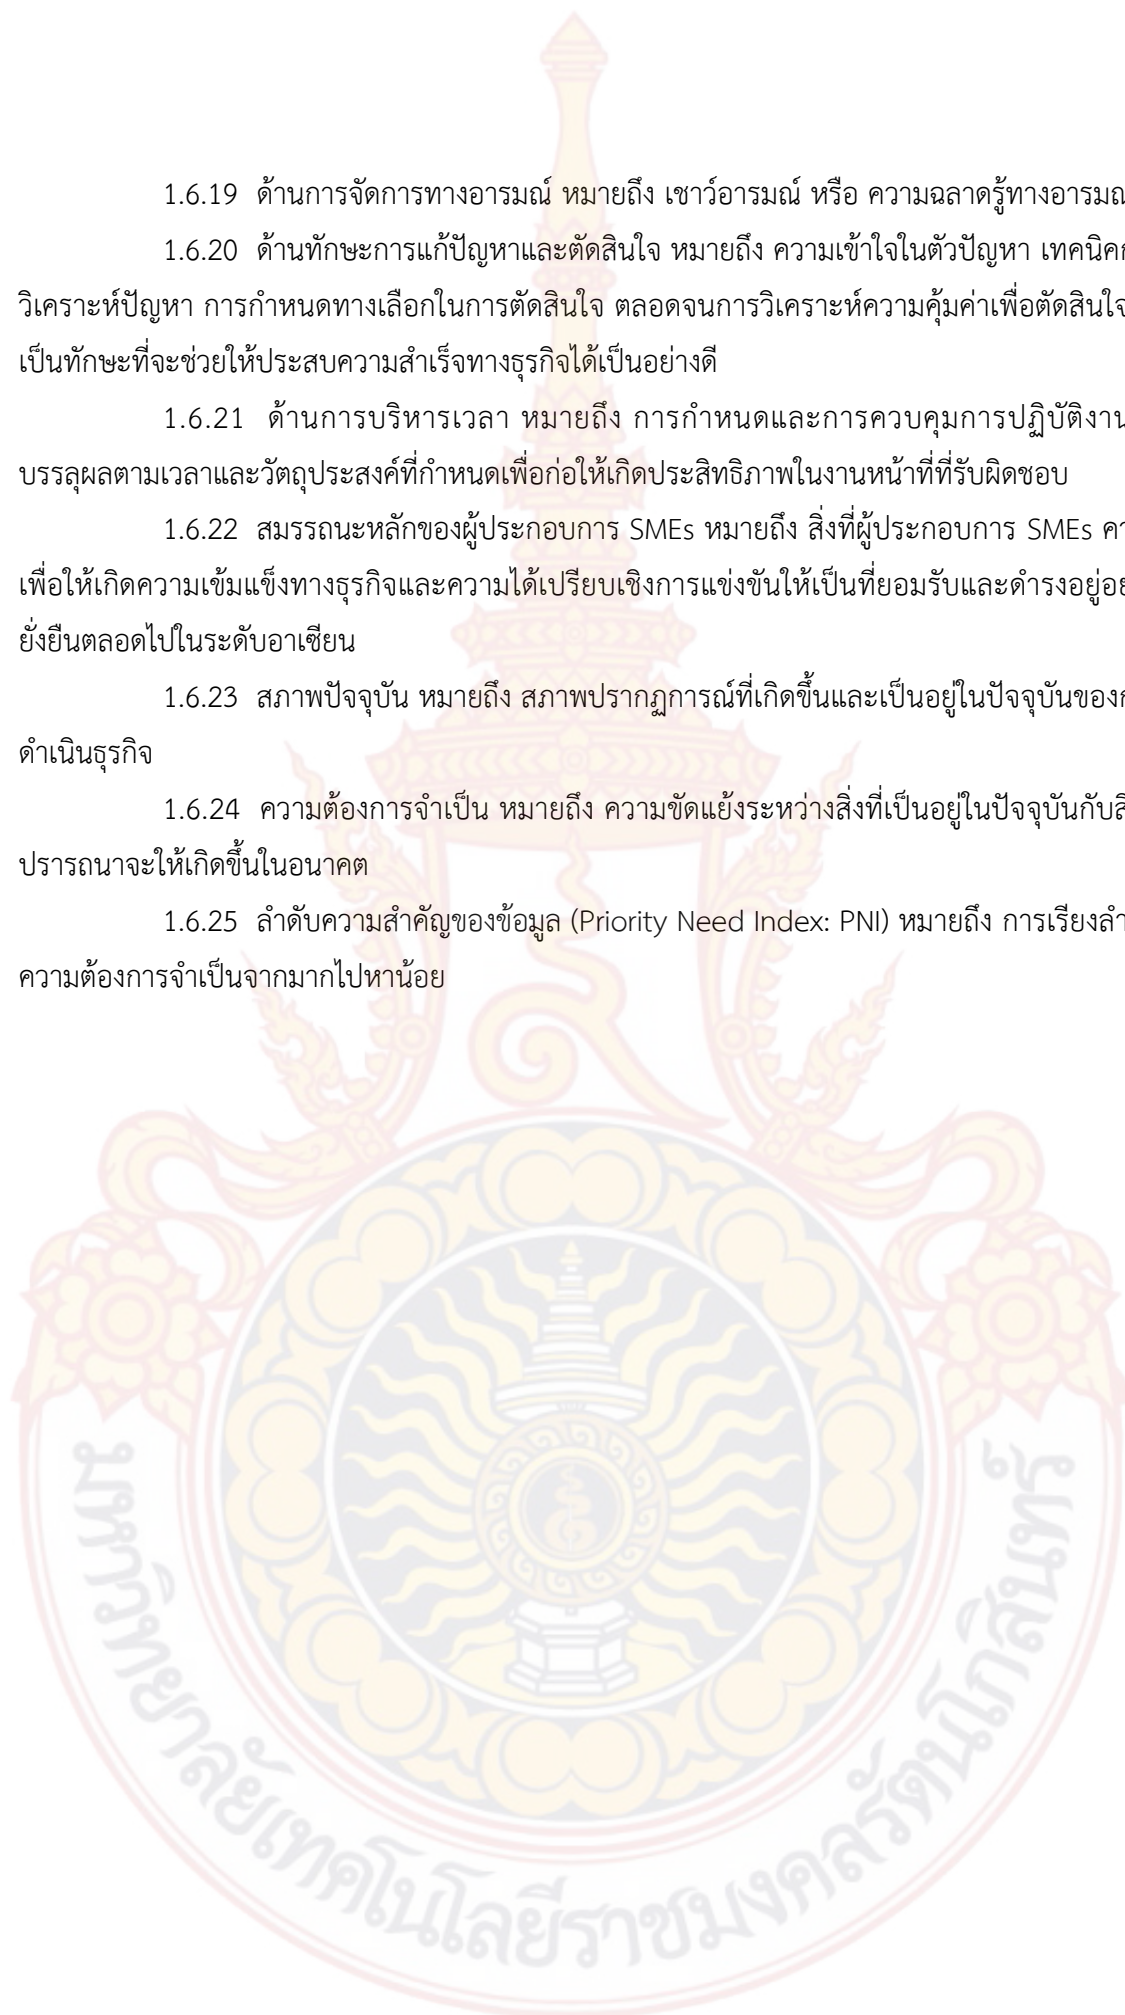 1.6.19 ด้านการจัดการทางอารมณ์ หมายถึง เชาว์อารมณ์ หรือ ความฉลาดรู้ทางอารมณ์
1.6.20 ด้านทักษะการแก้ปัญหาและตัดสินใจ หมายถึง ความเข้าใจในตัวปัญหา เทคนิค
วิเคราะห์ปัญหา การกำหนดทางเลือกในการตัดสินใจ ตลอดจนการวิเคราะห์ความคุ้มค่าเพื่อตัดสินใจ
เป็นทักษะที่จะช่วยให้ประสบความสำเร็จทางธุรกิจได้เป็นอย่างดี
1.6.21 ด้านการบริหารเวลา หมายถึง การกำหนดและการควบคุมการปฏิบัติงาน
บรรลุผลตามเวลาและวัตถุประสงค์ที่กำหนดเพื่อก่อให้เกิดประสิทธิภาพในงานหน้าที่ที่รับผิดชอบ
1.6.22 สมรรถนะหลักของผู้ประกอบการ SMEs หมายถึง สิ่งที่ผู้ประกอบการ SMEs
เพื่อให้เกิดความเข้มแข็งทางธุรกิจและความได้เปรียบเชิงการแข่งขันให้เป็นที่ยอมรับและดำรงอยู่
ยั่งยืนตลอดไปในระดับอาเซียน
1.6.23 สภาพปัจจุบัน หมายถึง สภาพปรากฏการณ์ที่เกิดขึ้นและเป็นอยู่ในปัจจุบันของ
ดำเนินธุรกิจ
1.6.24 ความต้องการจำเป็น หมายถึง ความขัดแย้งระหว่างสิ่งที่เป็นอยู่ในปัจจุบันกับ
ปรารถนาจะให้เกิดขึ้นในอนาคต
1.6.25 ลำดับความสำคัญของข้อมูล (Priority Need Index: PNI) หมายถึง การเรียง
ความต้องการจำเป็นจากมากไปหาน้อย
มหาวิทยาลัยเทคโนโลยีราชมงคลรัตนโกสินทร์